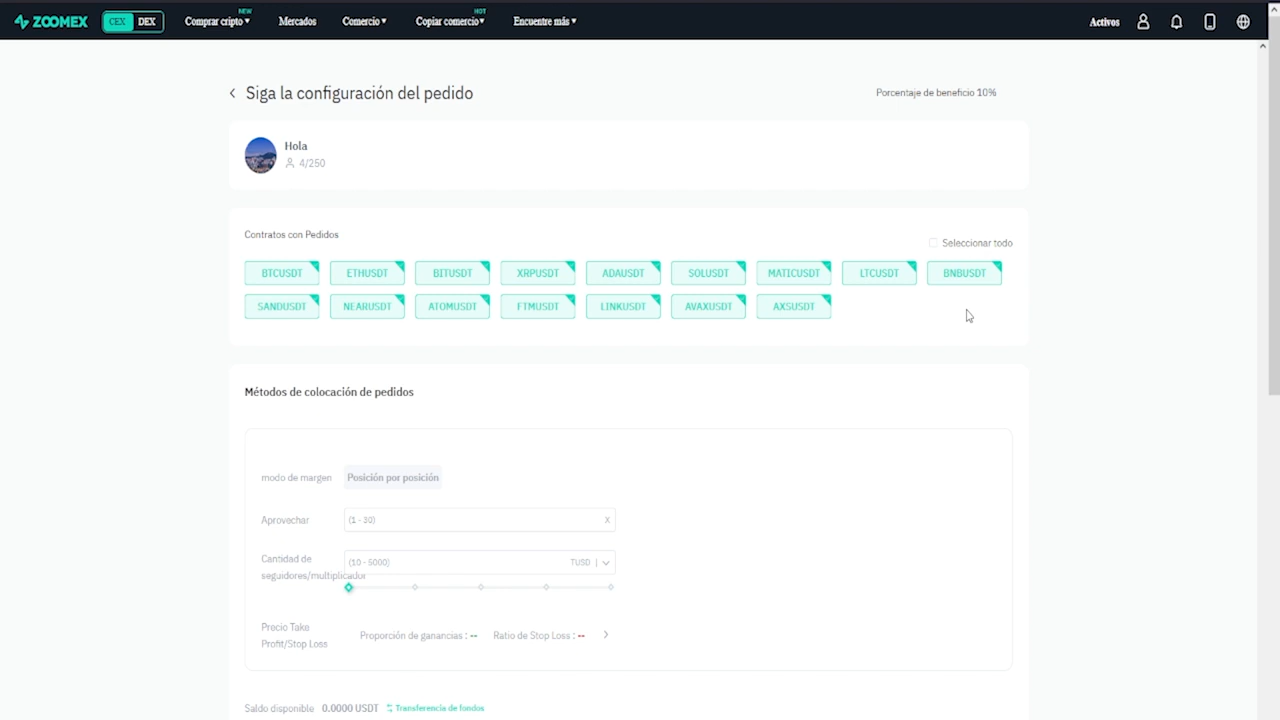 ZOOMEX CEX DEX Comprar cripto NEW Mercados Comercio Copiar comercio HOT Encuentre más Activos
Siga la configuración del pedido
Porcentaje de beneficio 10%
Hola
4/250
Contratos con Pedidos
Seleccionar todo
BTCUSDT ETHUSDT BITUSDT XRPUSDT ADAUSDT SOLUSDT MATICUSDT LTCUSDT BNBUSDT
SANDUSDT NEARUSDT ATOMUSDT FTMUSDT LINKUSDT AVAXUSDT AXSUSDT
Métodos de colocación de pedidos
modo de margen Posición por posición
Aprovechar (1 - 30) X
Cantidad de
seguidores/multiplicador
(10 - 5000) TUSD |
Precio Take
Profit/Stop Loss
Proporción de ganancias : -- Ratio de Stop Loss : --
Saldo disponible 0.0000 USDT Transferencia de fondos